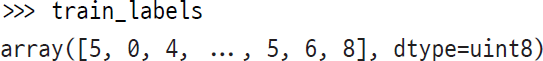 >>> train_labels
array([5, 0, 4, ..., 5, 6, 8], dtype=uint8)